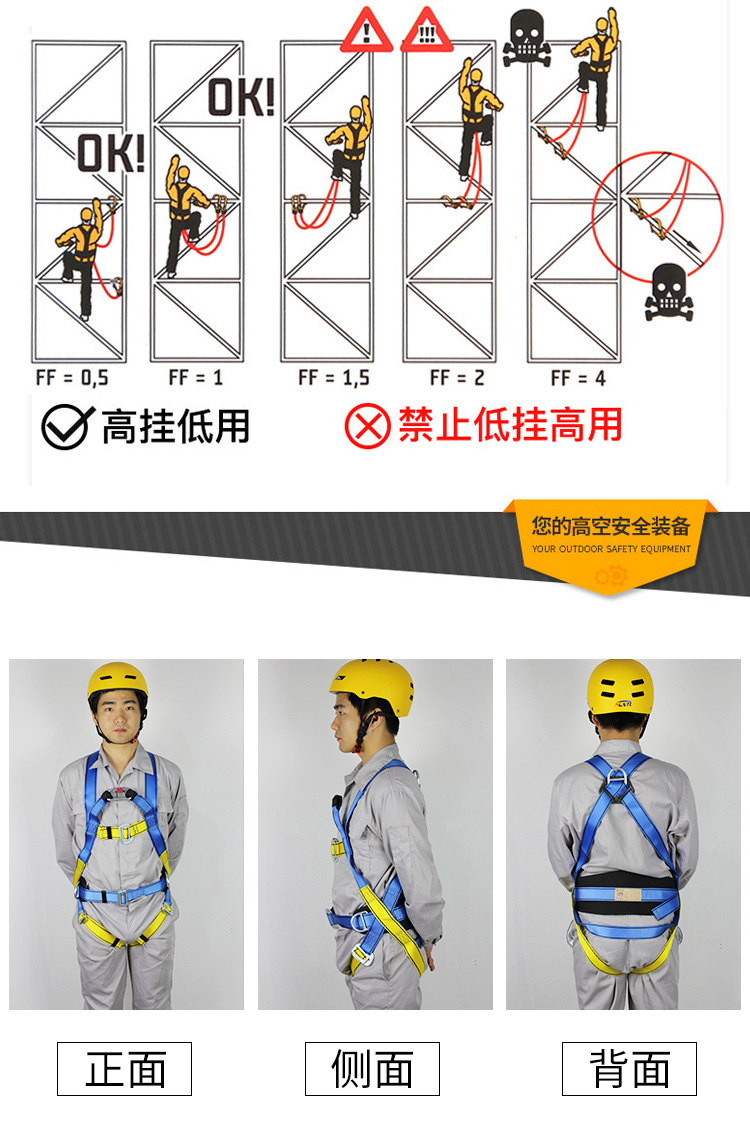 OK!
OK!
!
!!!
FF = 0,5
FF = 1
FF = 1,5
FF = 2
FF = 4
高挂低用
禁止低挂高用
您的高空安全装备
YOUR OUTDOOR SAFETY EQUIPMENT
正面
侧面
背面